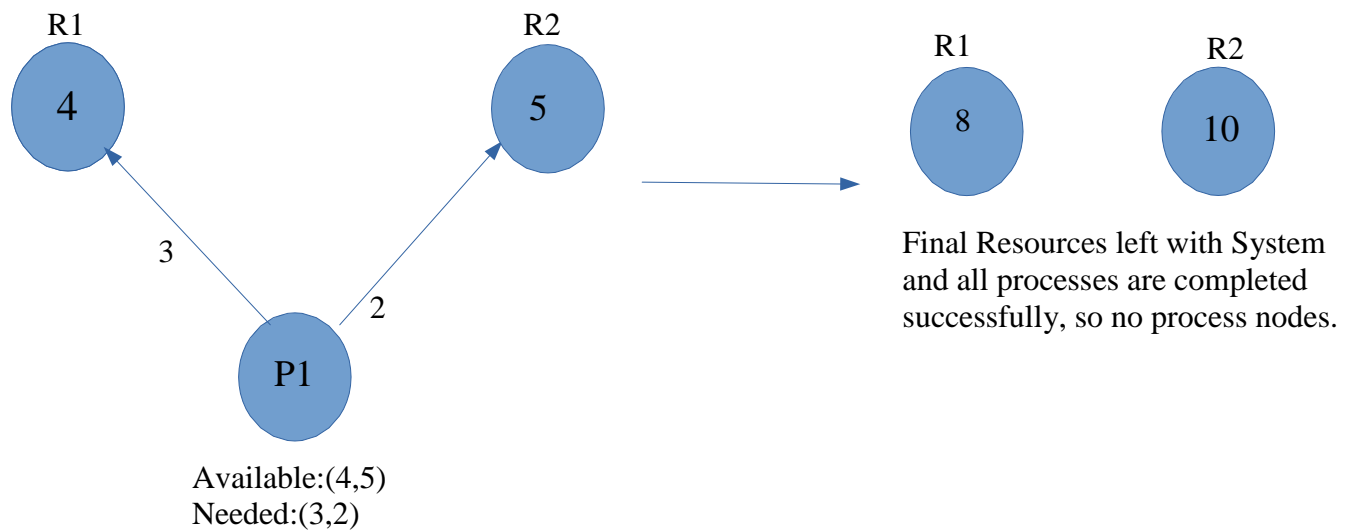 R1
R2
4
5
3
2
P1
Available:(4,5)
Needed:(3,2)
R1
R2
8
10
Final Resources left with System
and all processes are completed
successfully, so no process nodes.